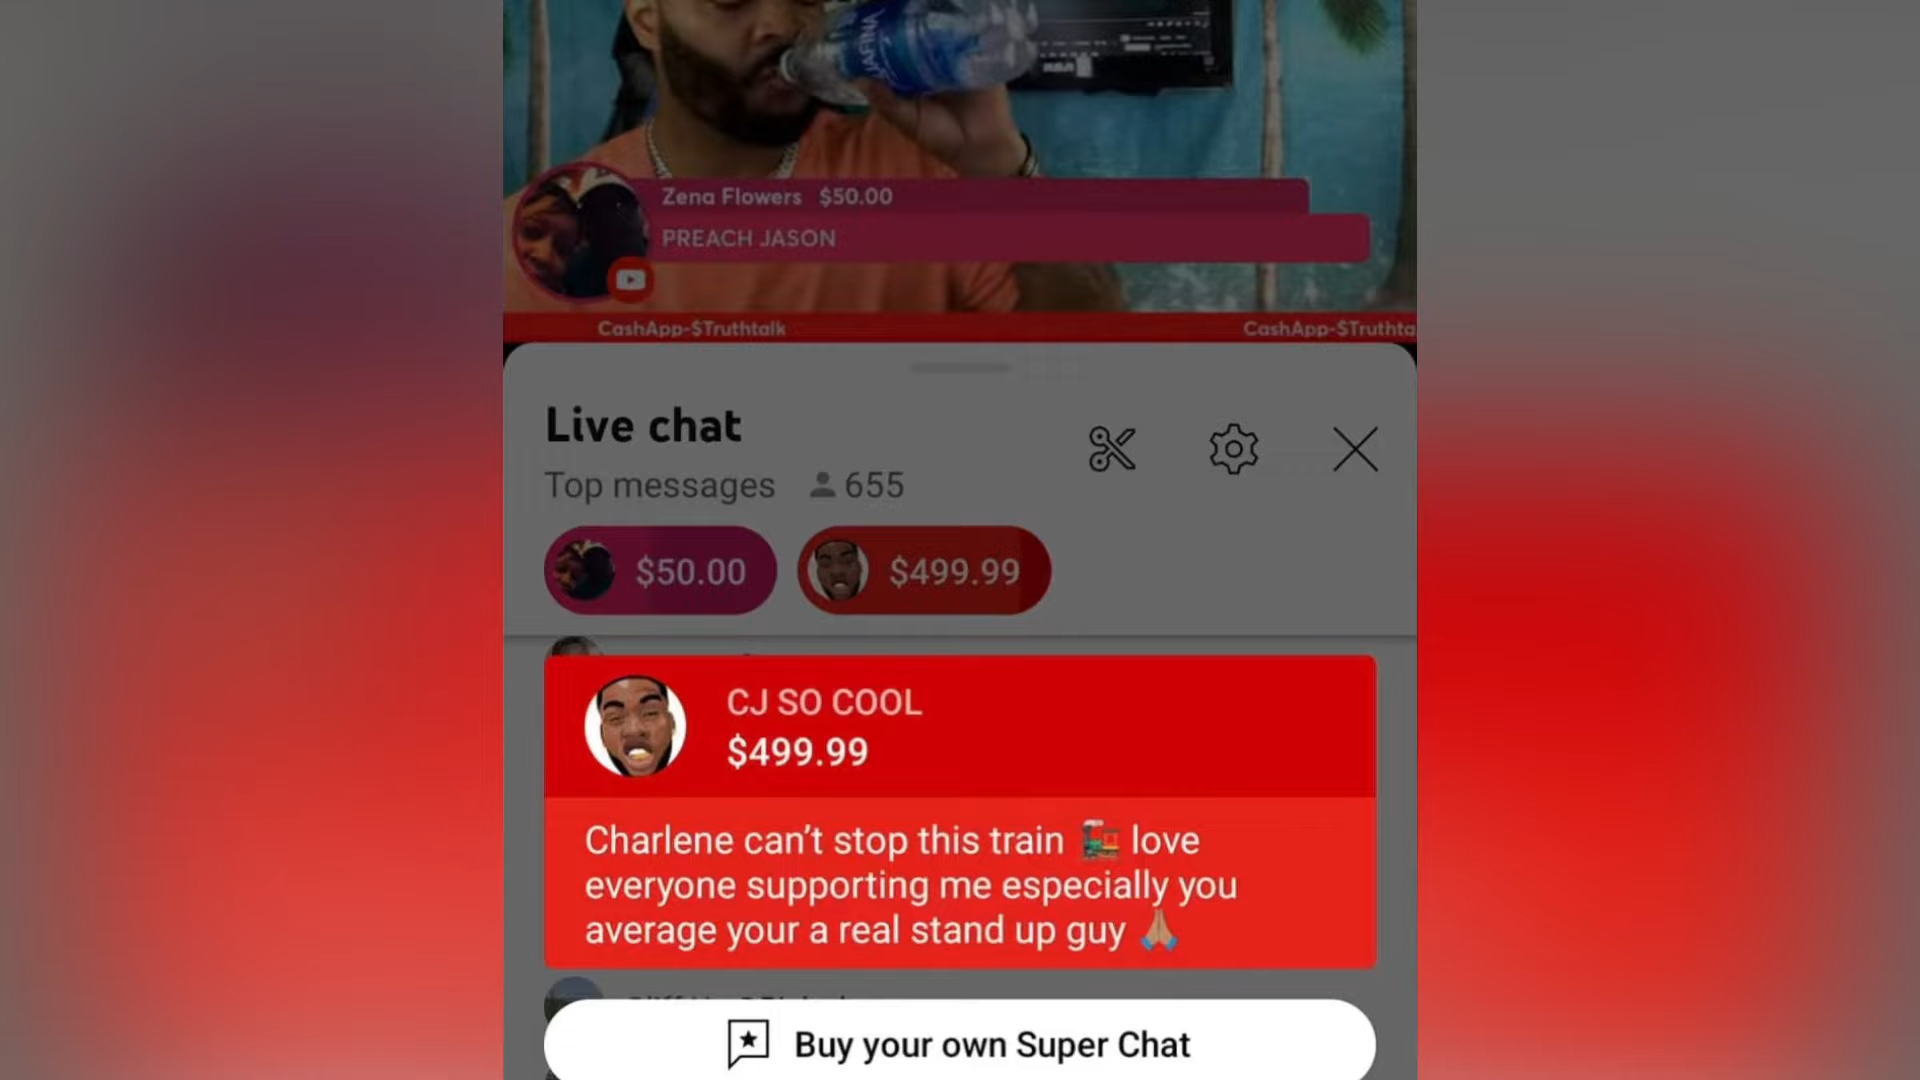 Zena Flowers $50.00
PREACH JASON
CashApp-$Truthtalk
CashApp-$Truthta
Live chat
Top messages 655
$50.00 $499.99
CJ SO COOL
$499.99
Charlene can’t stop this train 🚂 love
everyone supporting me especially you
average your a real stand up guy 🙏🏽
Buy your own Super Chat